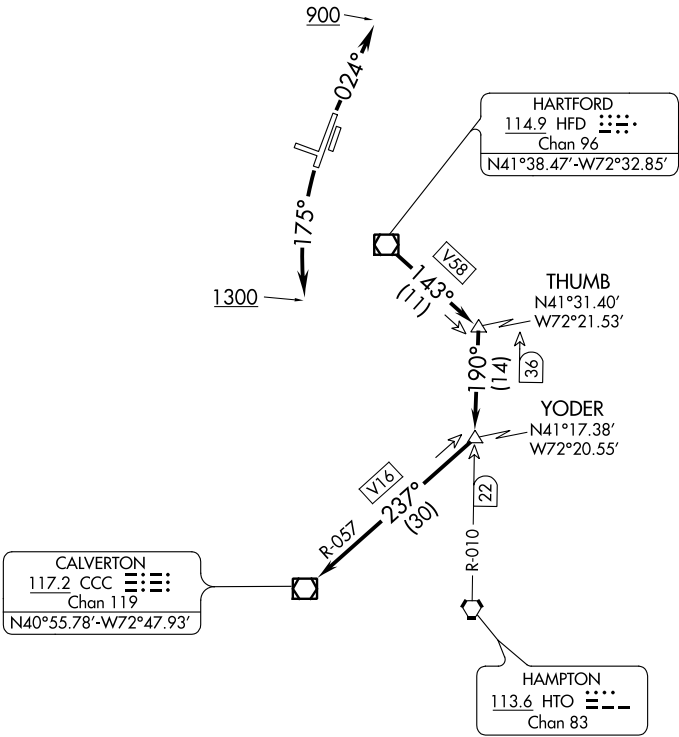 900
024°
HARTFORD
114.9 HFD
Chan 96
N41°38.47′-W72°32.85′
175°
1300
V58
143°
(11)
THUMB
N41°31.40′
W72°21.53′
36
190°
(14)
YODER
N41°17.38′
W72°20.55′
V16
237°
(30)
R-057
22
R-010
CALVERTON
117.2 CCC
Chan 119
N40°55.78′-W72°47.93′
HAMPTON
113.6 HTO
Chan 83